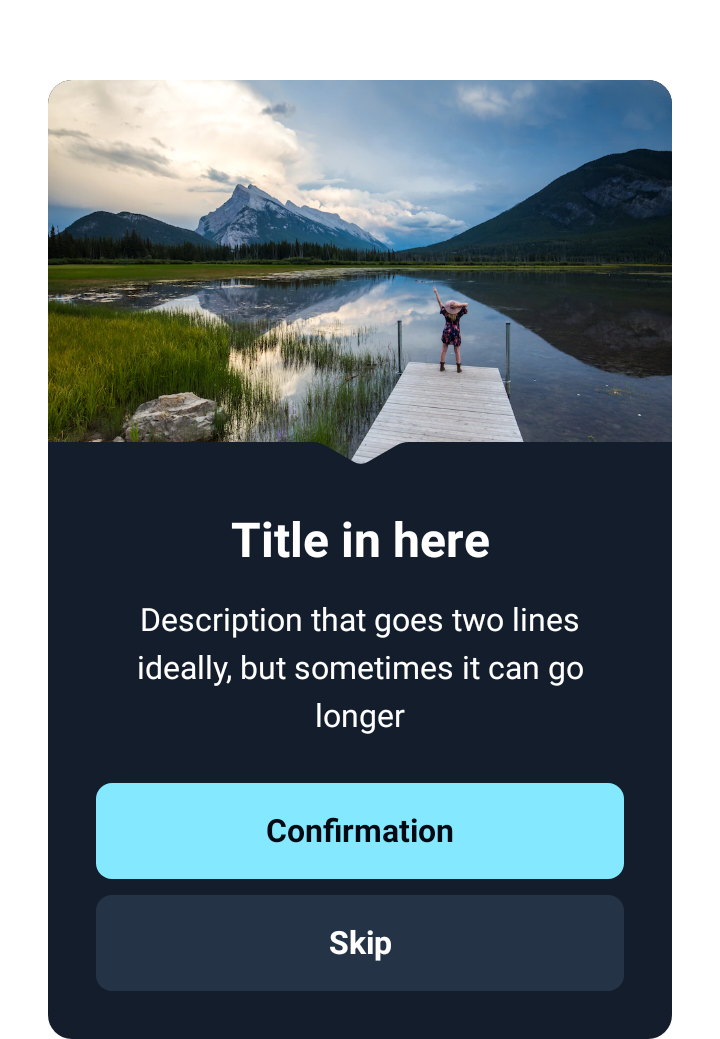 Title in here
Description that goes two lines
ideally, but sometimes it can go
longer
Confirmation
Skip